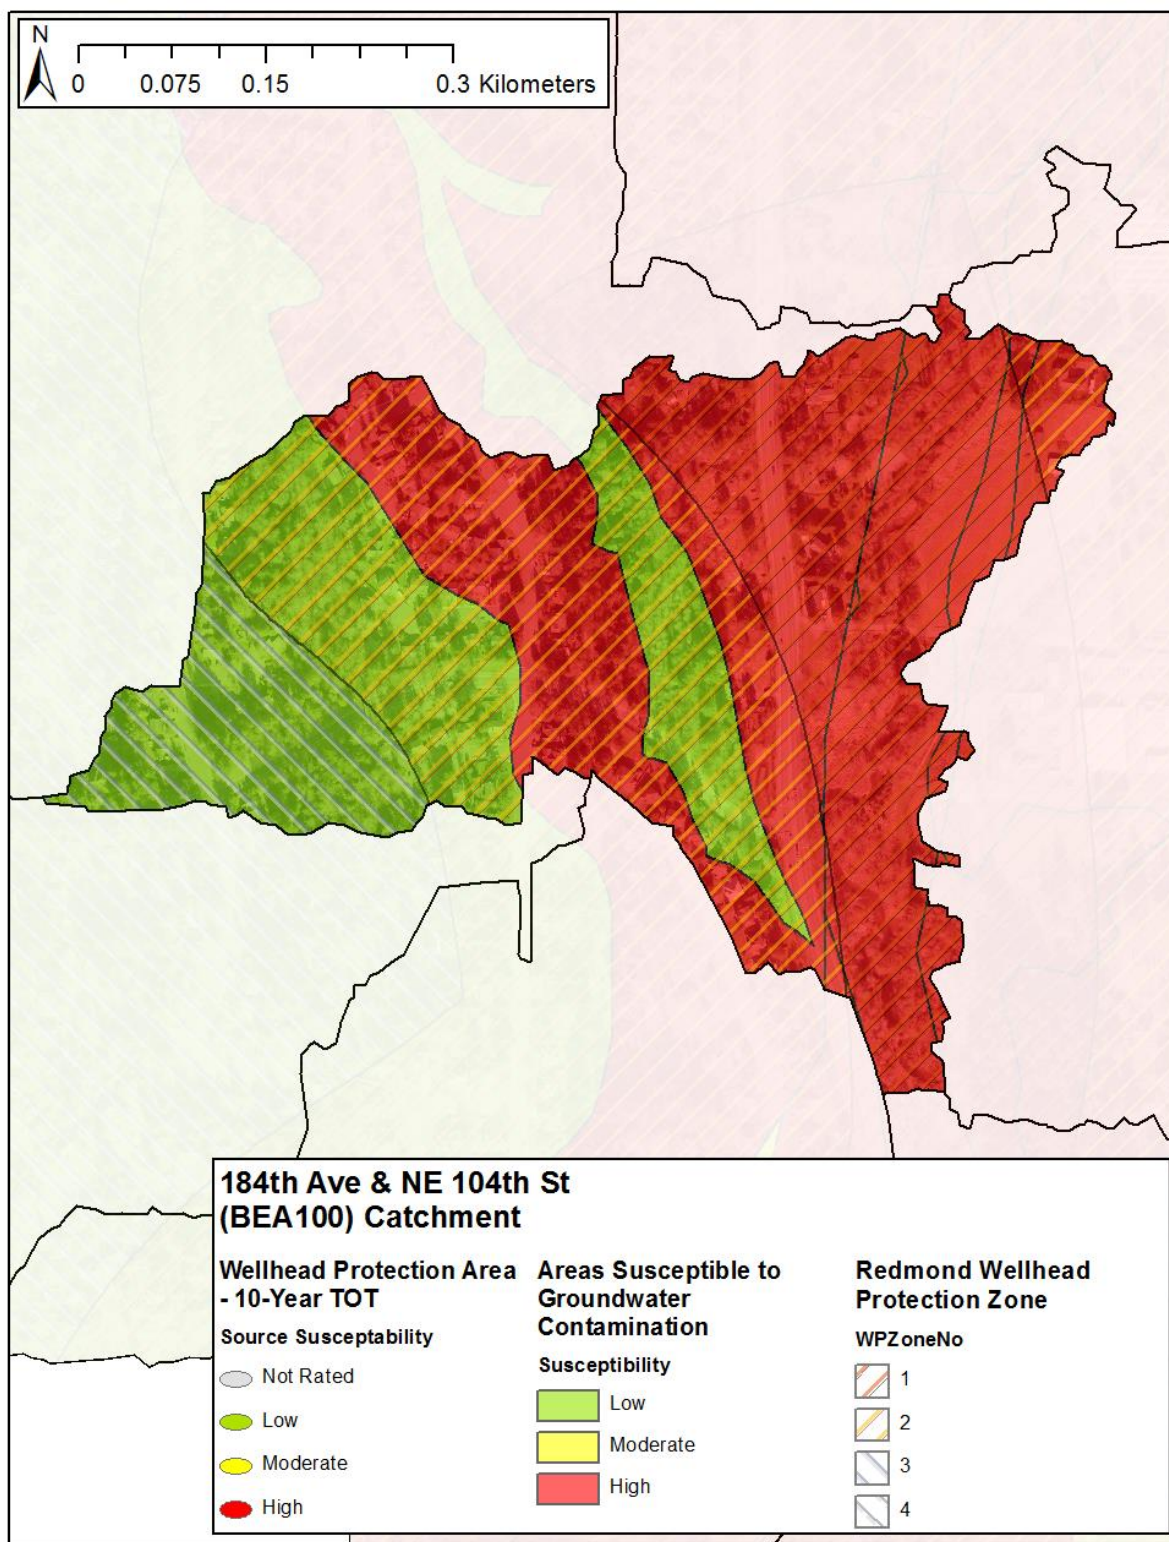 N
0 0.075 0.15 0.3 Kilometers
184th Ave & NE 104th St
(BEA100) Catchment
Wellhead Protection Area
- 10-Year TOT
Source Susceptability
Not Rated
Low
Moderate
High
Areas Susceptible to
Groundwater
Contamination
Susceptibility
Low
Moderate
High
Redmond Wellhead
Protection Zone
WPZoneNo
1
2
3
4